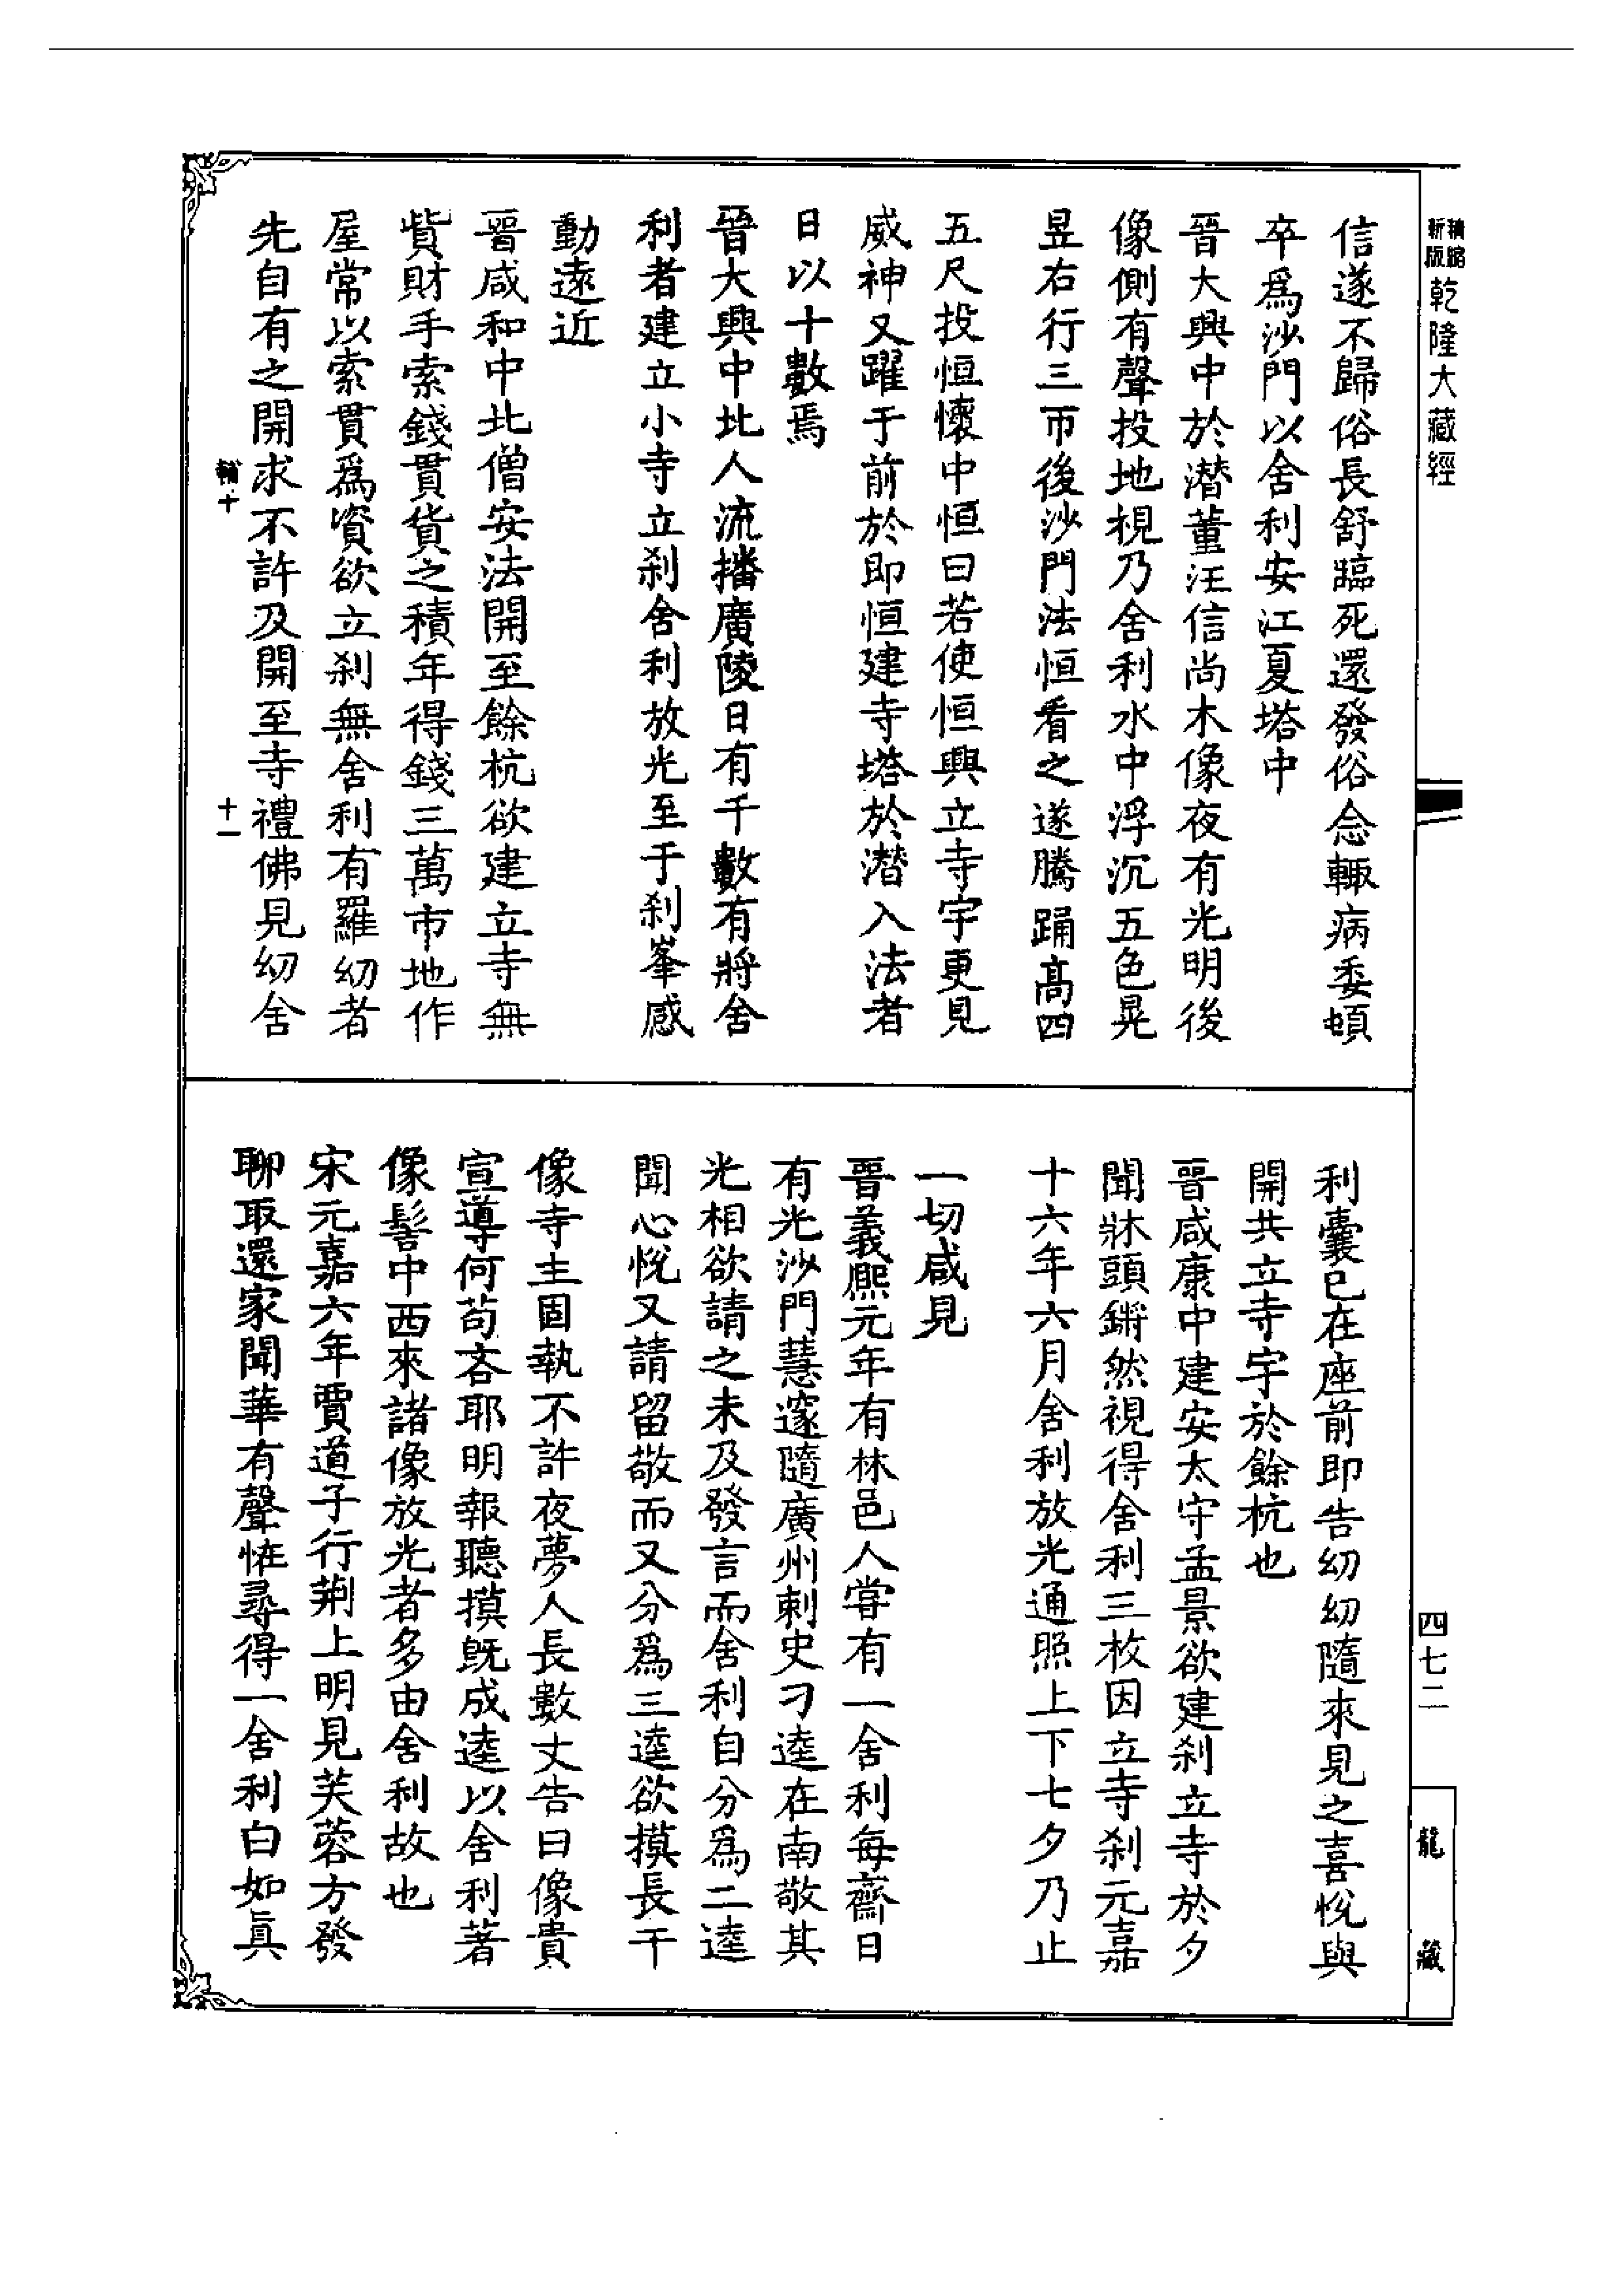 精縮新版乾隆大藏經
信遂不歸俗長舒臨死還發俗念輙病委頓
卒爲沙門以舍利安江夏塔中
晉大興中於潛董汪信尚木像夜有光明後
像側有聲投地視乃舍利水中浮沉五色晃
昱右行三帀後沙門法恒看之遂騰踊高四
五尺投恒懷中恒曰若使恒興立寺宇更見
威神又躍于前於即恒建寺塔於潛入法者
日以十數焉
晉大興中北人流播廣陵日有千數有將舍
利者建立小寺立刹舍利放光至于刹峯感
動遠近
晉咸和中北僧安法開至餘杭欲建立寺無
貲財手索錢貫貨之積年得錢三萬市地作
屋常以索貫爲資欲立刹無舍利有羅幼者
先自有之開求不許及開至寺禮佛見幼舍
輔十
十一
利囊已在座前即告幼幼隨來見之喜悅與
開共立寺宇於餘杭也
晉咸康中建安太守孟景欲建刹立寺於夕
聞牀頭鏘然視得舍利三枚因立寺刹元嘉
十六年六月舍利放光通照上下七夕乃止
一切咸見
晉義熈元年有林邑人甞有一舍利每齋日
有光沙門慧邃隨廣州刺史刁逵在南敬其
光相欲請之未及發言而舍利自分爲二逵
聞心悅又請留敬而又分爲三逵欲摸長干
像寺主固執不許夜夢人長數丈告曰像貴
宣導何苟吝耶明報聽摸旣成逵以舍利著
像髻中西來諸像放光者多由舍利故也
宋元嘉六年賈道子行荆上明見芙蓉方發
聊取還家聞華有聲恠尋得一舍利白如眞
四七二
龍藏